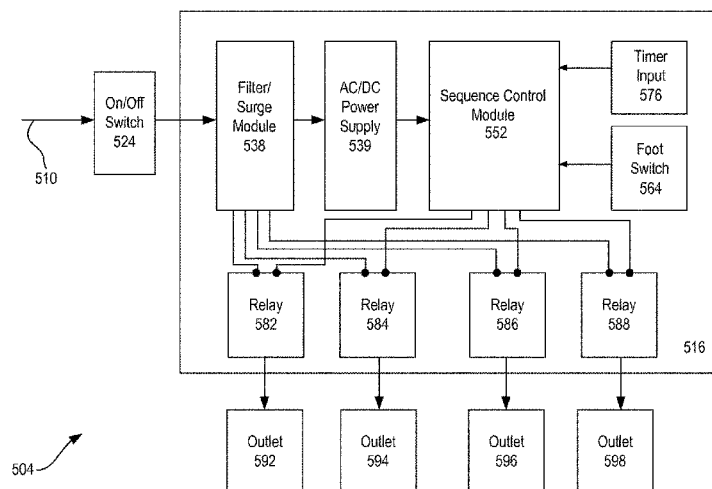 510
On/Off
Switch
524
Filter/
Surge
Module
538
AC/DC
Power
Supply
539
Sequence Control
Module
552
Timer
Input
576
Foot
Switch
564
Relay
582
Relay
584
Relay
586
Relay
588
516
Outlet
592
Outlet
594
Outlet
596
Outlet
598
504